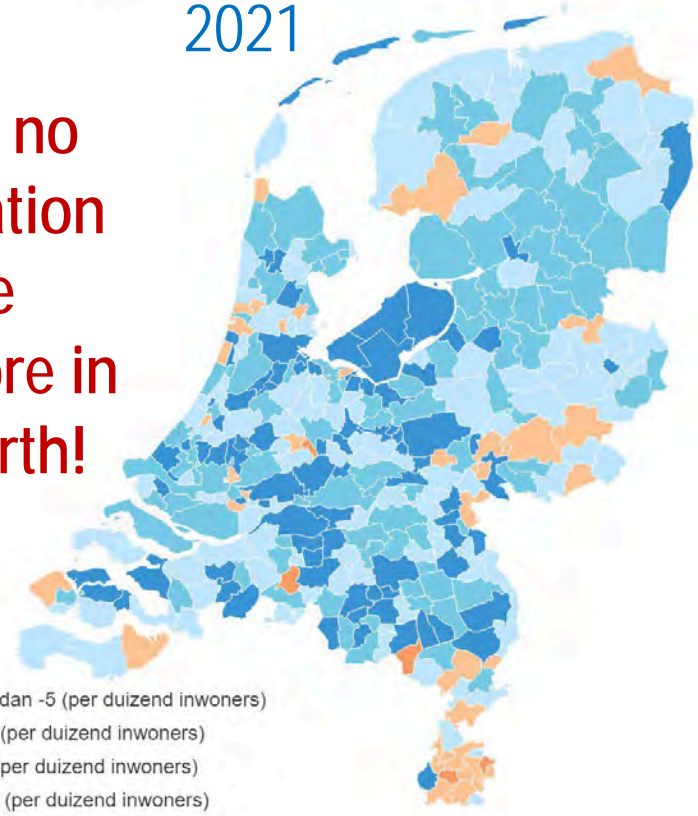 2021
no
ation
e
ore in
rth!
dan -5 (per duizend inwoners)
(per duizend inwoners)
per duizend inwoners)
(per duizend inwoners)